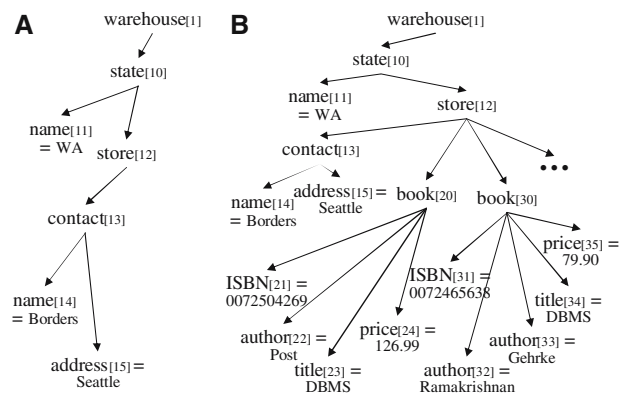 A
warehouse[1]
state[10]
name[11]
= WA
store[12]
contact[13]
name[14]
= Borders
address[15]=
Seattle
B
warehouse[1]
state[10]
name[11]
= WA
store[12]
contact[13]
•••
name[14]
= Borders
address[15]=
Seattle
book[20]
book[30]
ISBN[21] =
0072504269
author[22] =
Post
title[23] =
DBMS
price[24] =
126.99
ISBN[31] =
0072465638
author[32] =
Ramakrishnan
author[33] =
Gehrke
title[34] =
DBMS
price[35] =
79.90